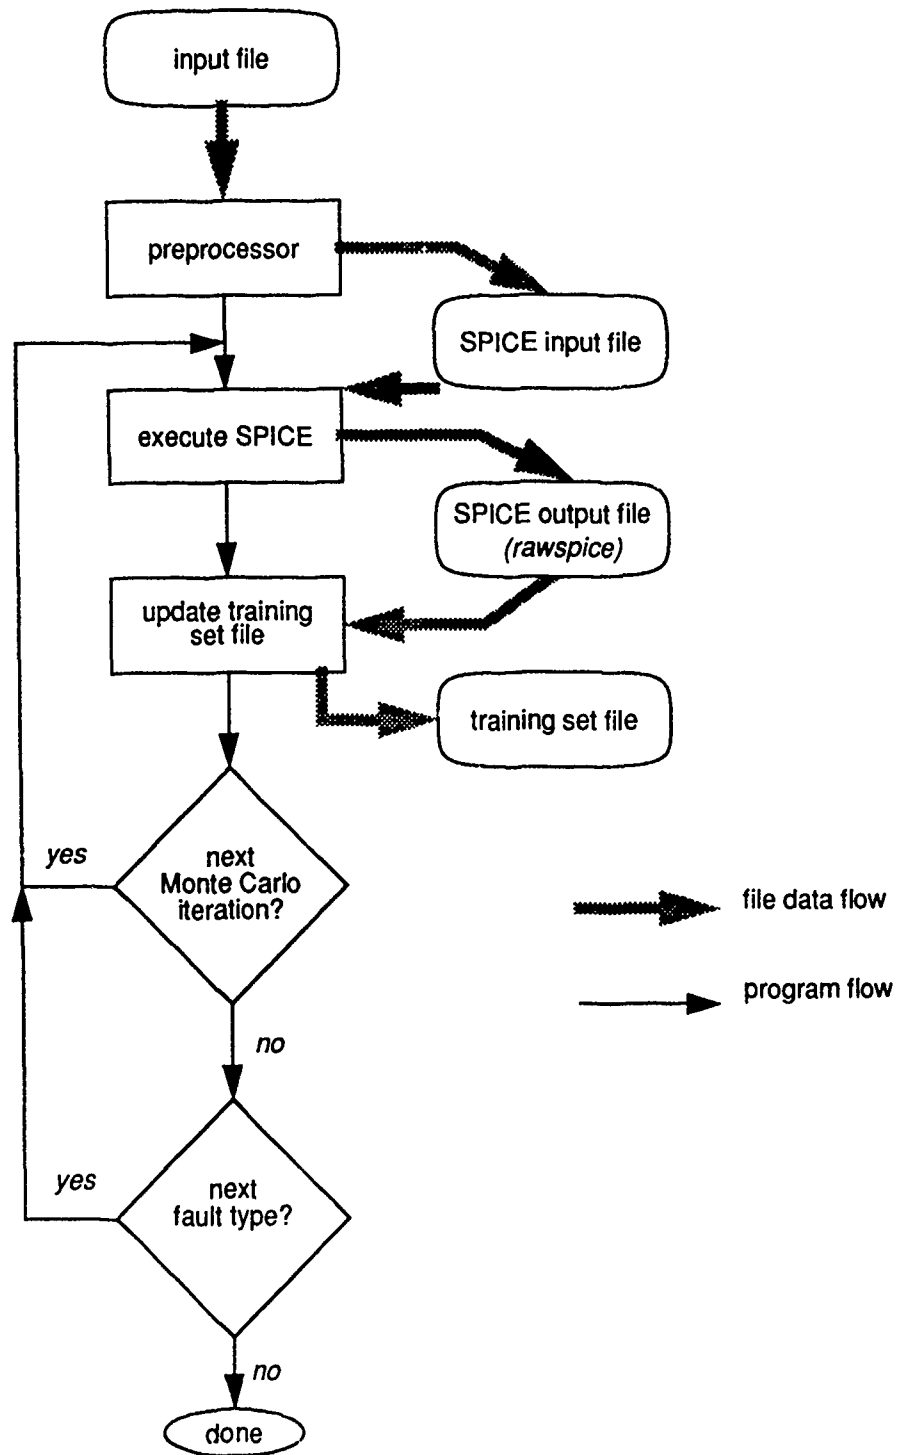 input file
preprocessor
SPICE input file
execute SPICE
SPICE output file
(rawspice)
update training
set file
training set file
yes
next
Monte Carlo
iteration?
file data flow
program flow
no
yes
next
fault type?
no
done